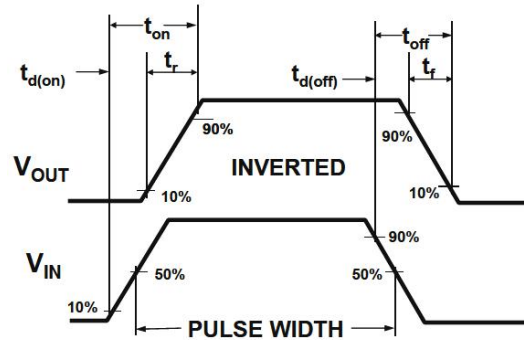 t_on
t_off
t_d(on)
t_r
t_d(off)
t_f
90%
90%
V_OUT
INVERTED
10%
10%
V_IN
90%
50%
50%
10%
PULSE WIDTH